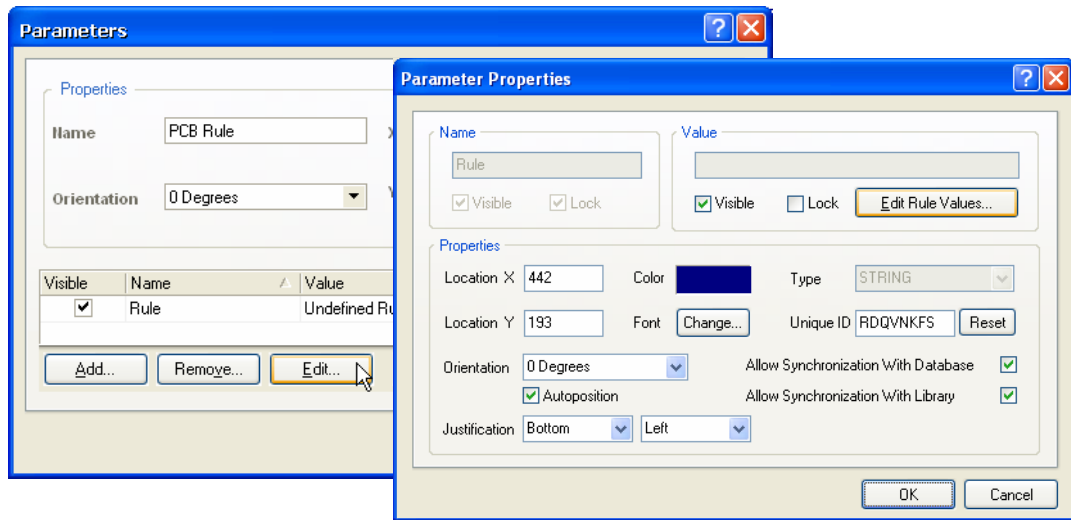 Parameters
Properties
Name PCB Rule X
Orientation 0 Degrees Y
Visible Name Value
Rule Undefined Ru
Add... Remove... Edit...
Parameter Properties
Name
Rule
Visible Lock
Value
Visible Lock Edit Rule Values...
Properties
Location X 442 Color Type STRING
Location Y 193 Font Change... Unique ID RDQVNKFS Reset
Orientation 0 Degrees Allow Synchronization With Database
Autoposition Allow Synchronization With Library
Justification Bottom Left
OK Cancel